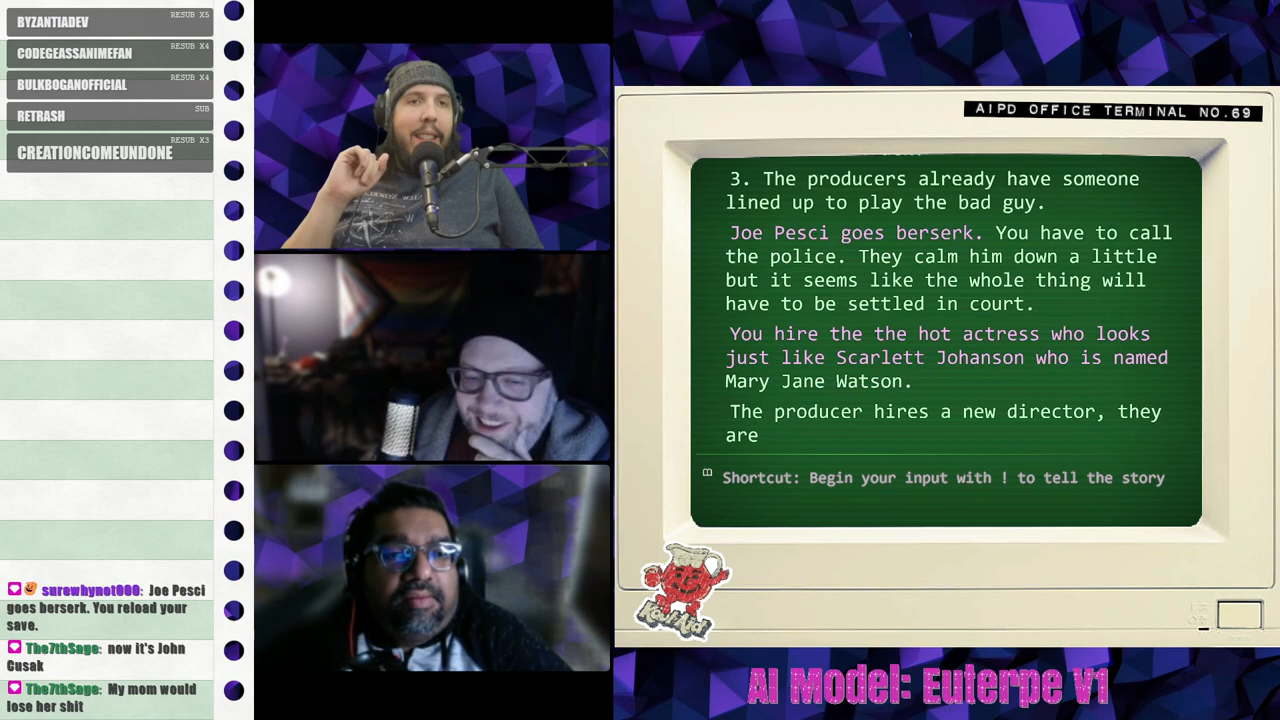 BYZANTIADEV
RESUB X5
CODEGEASSANIMEFAN
RESUB X4
BULKBOGANOFFICIAL
RESUB X4
RETRASH
SUB
CREATIONCOMEUNDONE
RESUB X3
surewhynot000: Joe Pesci
goes berserk. You reload your
save.
The7thSage: now it's John
Cusak
The7thSage: My mom would
lose her shit
AIPD OFFICE TERMINAL NO.69
3. The producers already have someone
lined up to play the bad guy.
Joe Pesci goes berserk. You have to call
the police. They calm him down a little
but it seems like the whole thing will
have to be settled in court.
You hire the the hot actress who looks
just like Scarlett Johanson who is named
Mary Jane Watson.
The producer hires a new director, they
are
Shortcut: Begin your input with ! to tell the story
Kool-Aid
AI Model: Euterpe V1